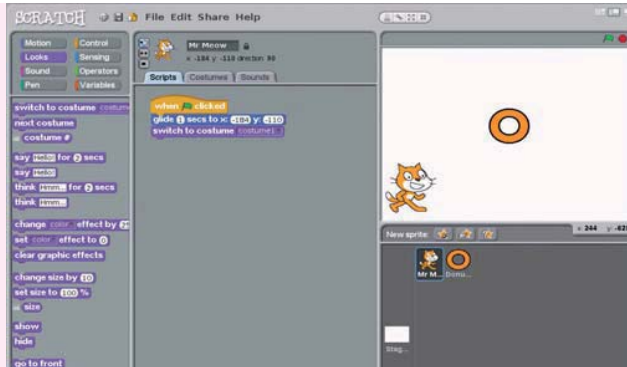 SCRATCH File Edit Share Help
Motion Control
Looks Sensing
Sound Operators
Pen Variables
switch to costume
next costume
costume #
say Hello! for 2 secs
say Hello!
think Hmm... for 2 secs
think Hmm...
change color effect by
set color effect to 0
clear graphic effects
change size by 10
set size to 100 %
size
show
hide
go to front
Mr Meow
x: -184 y: -110 direction: 90
Scripts Costumes Sounds
when clicked
glide 1 secs to x: -184 y: -110
switch to costume costume1
New sprite:
x: 244
Mr M...
Stag...